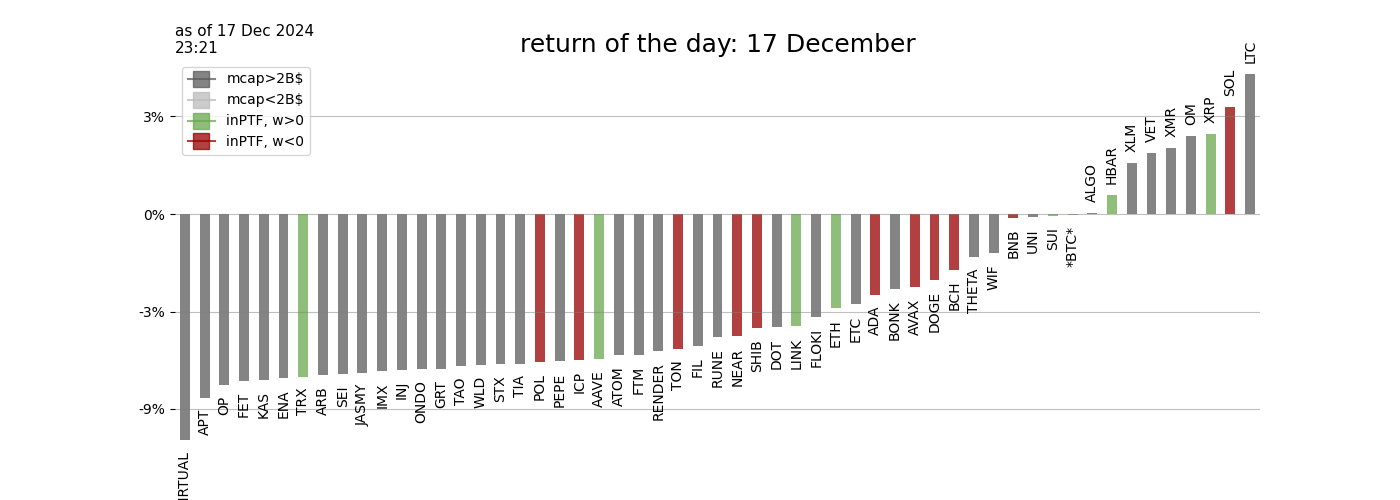 as of 17 Dec 2024
23:21
return of the day: 17 December
mcap>2B$
mcap<2B$
inPTF, w>0
inPTF, w<0
3%
0%
-3%
-9%
IRTUAL
APT
OP
FET
KAS
ENA
TRX
ARB
SEI
JASMY
IMX
INJ
ONDO
GRT
TAO
WLD
STX
TIA
POL
PEPE
ICP
AAVE
ATOM
FTM
RENDER
TON
FIL
RUNE
NEAR
SHIB
DOT
LINK
FLOKI
ETH
ETC
ADA
BONK
AVAX
DOGE
BCH
THETA
WIF
BNB
UNI
SUI
*BTC*
ALGO
HBAR
XLM
VET
XMR
OM
XRP
SOL
LTC